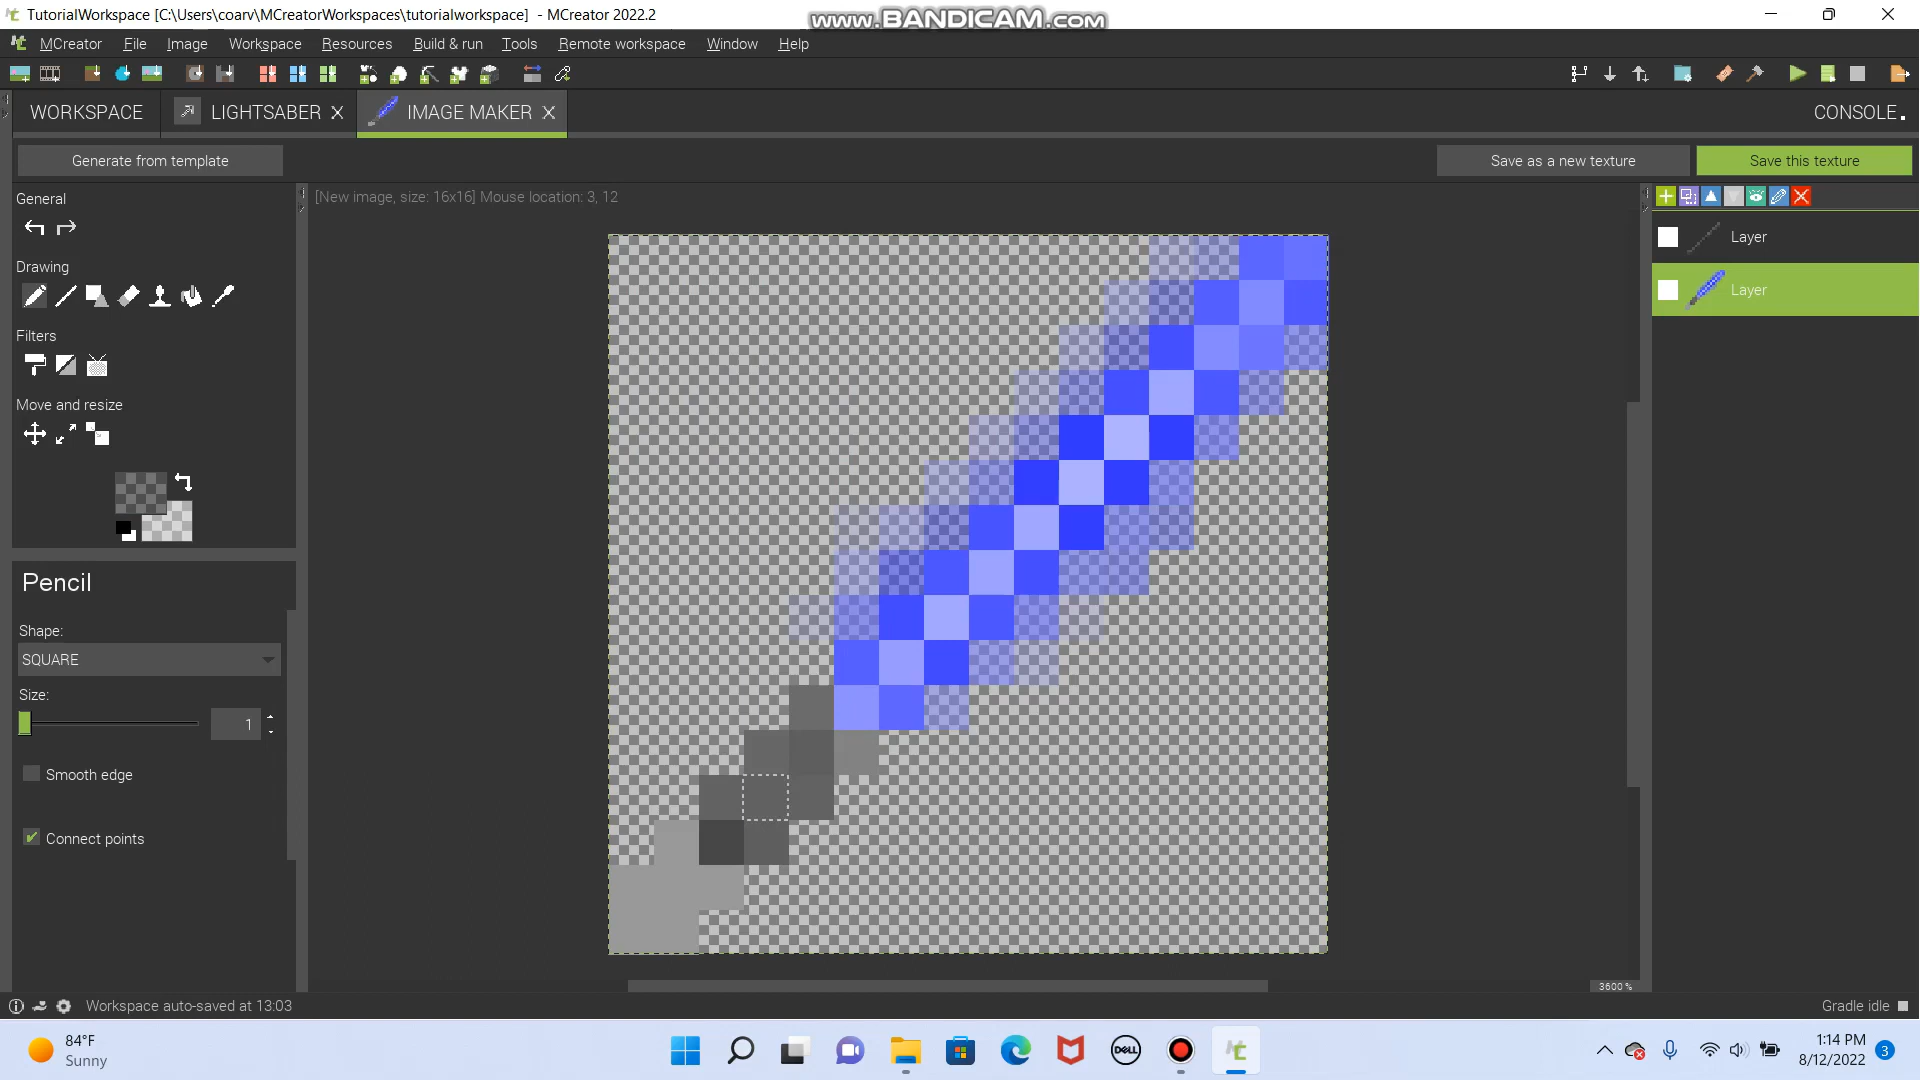 TutorialWorkspace [C:\Users\coarv\MCreatorWorkspaces\tutorialworkspace] - MCreator 2022.2
www.BANDICAM.com
MCreator File Image Workspace Resources Build & run Tools Remote workspace Window Help
WORKSPACE LIGHTSABER IMAGE MAKER CONSOLE
Generate from template Save as a new texture Save this texture
General
[New image, size: 16x16] Mouse location: 3, 12
Layer
Drawing
Layer
Filters
Move and resize
Pencil
Shape:
SQUARE
Size:
1
Smooth edge
Connect points
3600 %
Workspace auto-saved at 13:03
Gradle idle
84°F
Sunny
DELL
1:14 PM
8/12/2022
3